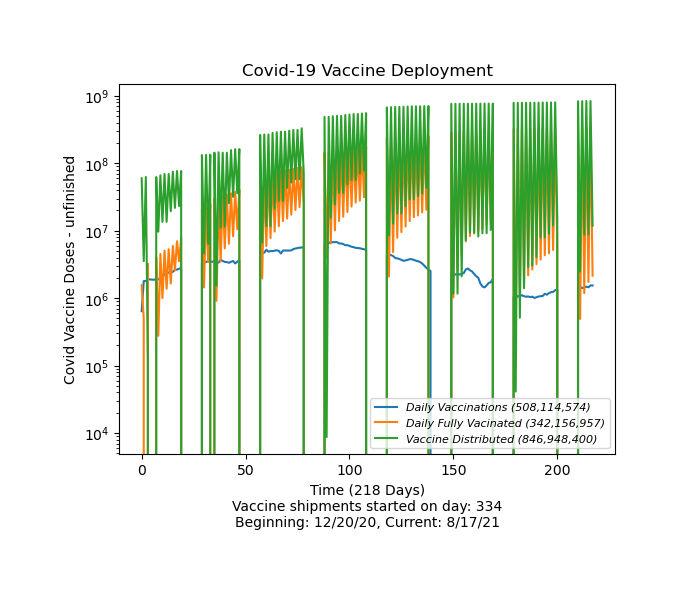 Covid-19 Vaccine Deployment
Covid Vaccine Doses - unfinished
10⁹
10⁸
10⁷
10⁶
10⁵
10⁴
Daily Vaccinations (508,114,574)
Daily Fully Vacinated (342,156,957)
Vaccine Distributed (846,948,400)
0 50 100 150 200
Time (218 Days)
Vaccine shipments started on day: 334
Beginning: 12/20/20, Current: 8/17/21